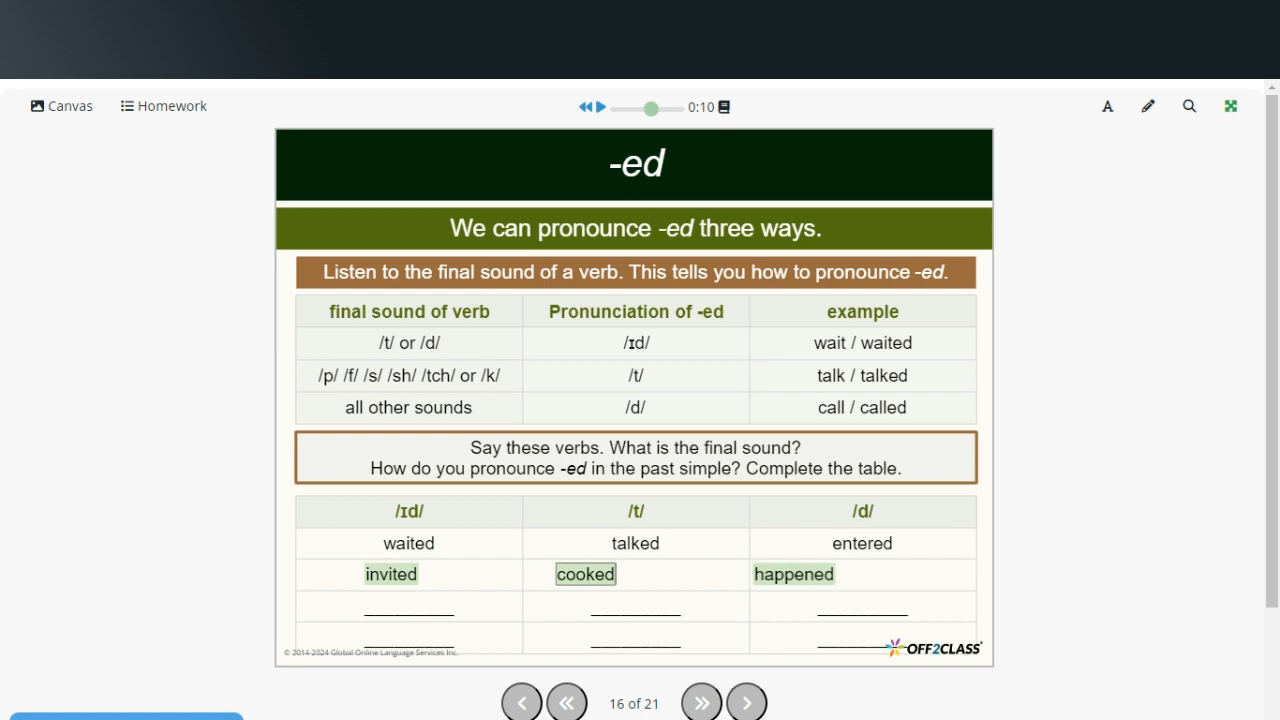 Canvas Homework 0:10 A
-ed
We can pronounce -ed three ways.
Listen to the final sound of a verb. This tells you how to pronounce -ed.
final sound of verb Pronunciation of -ed example
/t/ or /d/ /ɪd/ wait / waited
/p/ /f/ /s/ /sh/ /tch/ or /k/ /t/ talk / talked
all other sounds /d/ call / called
Say these verbs. What is the final sound?
How do you pronounce -ed in the past simple? Complete the table.
/ɪd/ /t/ /d/
waited talked entered
invited cooked happened
© 2014-2024 Global Online Language Services Inc. OFF2CLASS
16 of 21